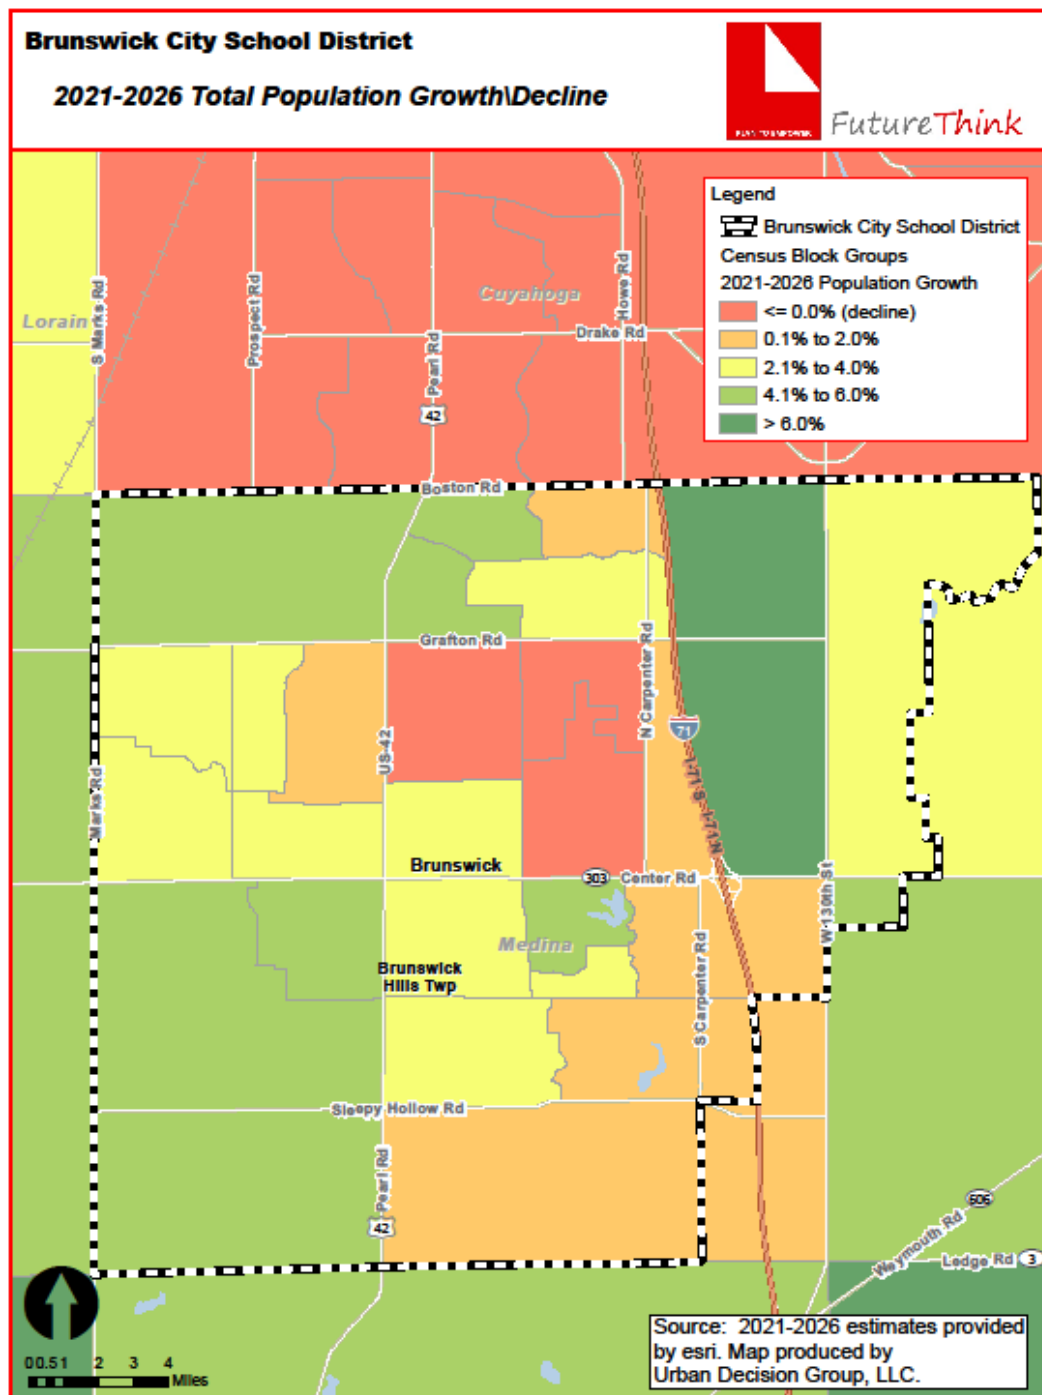 Brunswick City School District
2021-2026 Total Population Growth\Decline
FutureThink
Legend
Brunswick City School District
Census Block Groups
2021-2026 Population Growth
<= 0.0% (decline)
0.1% to 2.0%
2.1% to 4.0%
4.1% to 6.0%
> 6.0%
Lorain
S Marks Rd
Prospect Rd
Cuyahoga
Howe Rd
Drake Rd
Pearl Rd
42
Boston Rd
Grafton Rd
N Carpenter Rd
US-42
71
N I-71 I-71 S
Marks Rd
Brunswick
303
Center Rd
W 130th St
Medina
Brunswick
Hills Twp
S Carpenter Rd
Sleepy Hollow Rd
Pearl Rd
42
606
Weymouth Rd
Ledge Rd
3
0 0.5 1 2 3 4
Miles
Source: 2021-2026 estimates provided
by esri. Map produced by
Urban Decision Group, LLC.